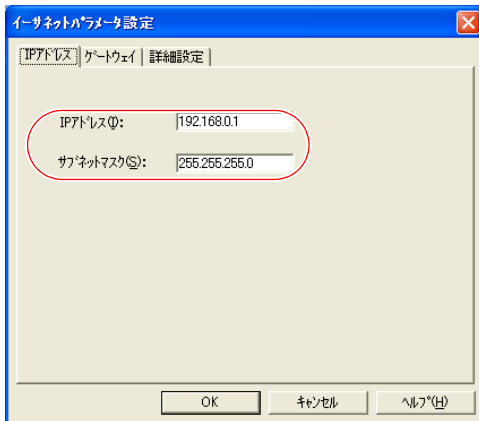 イーサネットパラメータ設定
IPアドレス ゲートウェイ 詳細設定
IPアドレス(I): 192.168.0.1
サブネットマスク(S): 255.255.255.0
OK キャンセル ヘルプ(H)